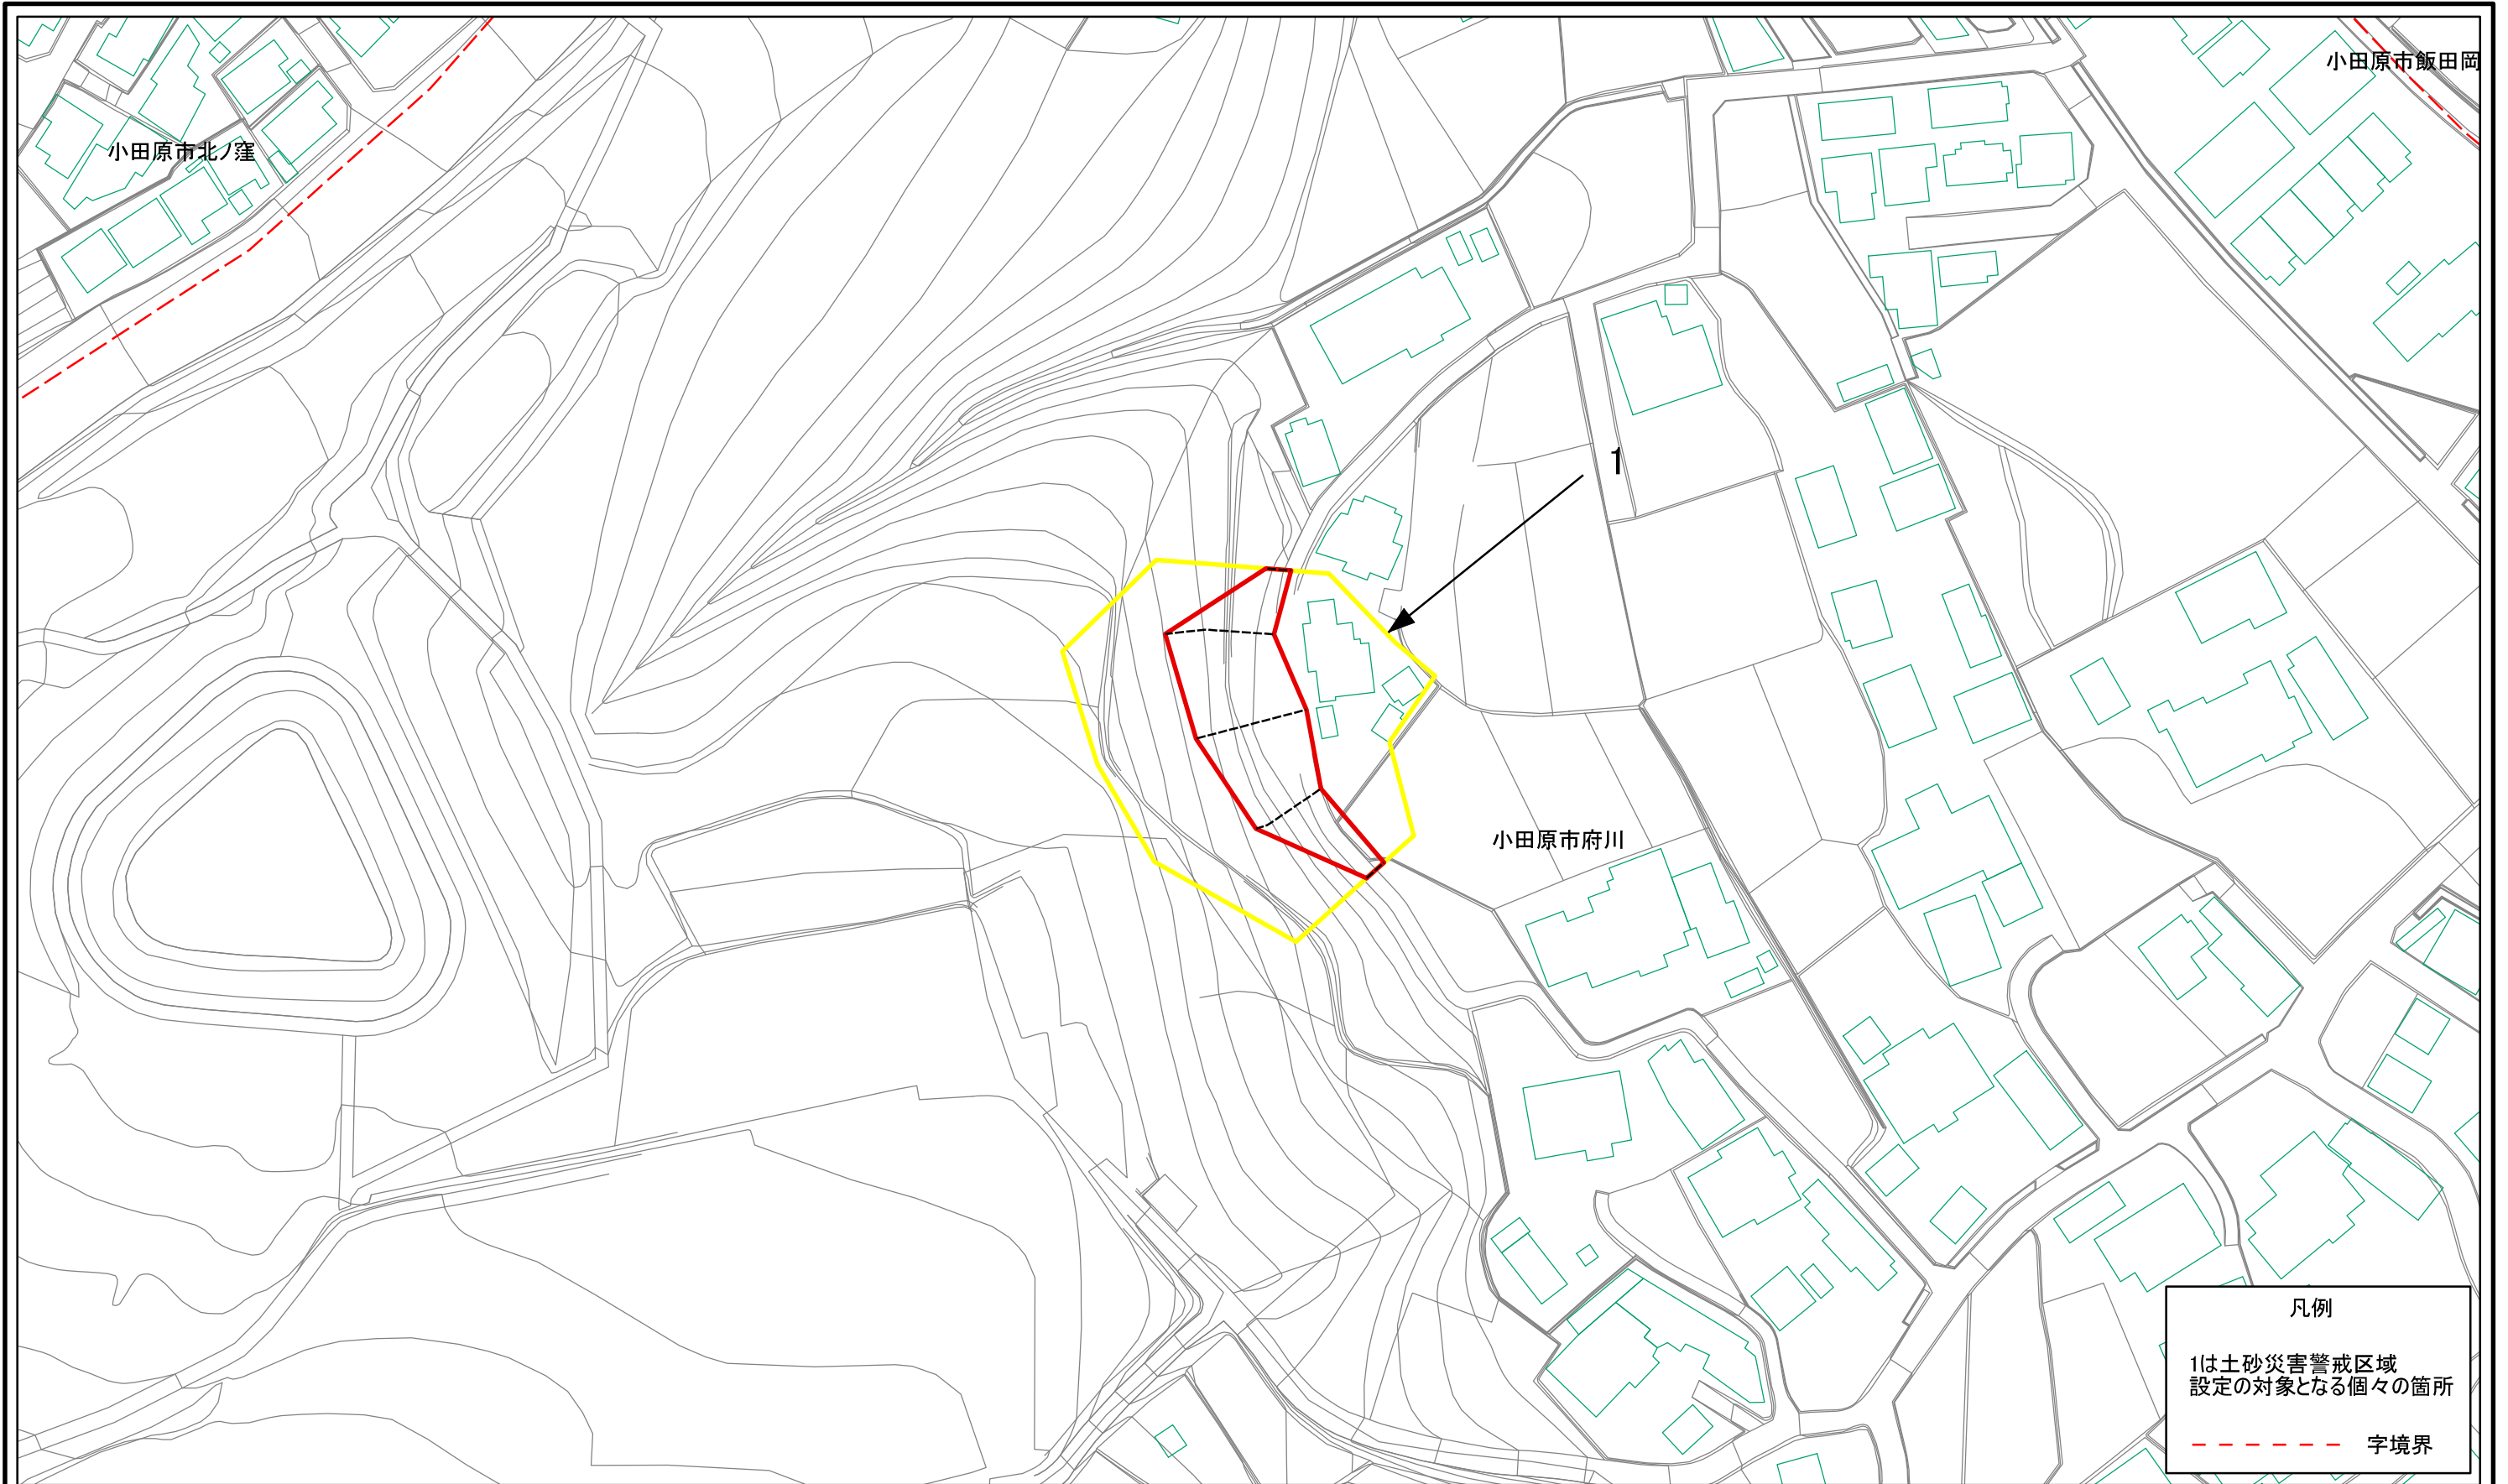 小田原市飯田岡
小田原市北ノ窪
1
小田原市府川
凡例
1は土砂災害警戒区域
設定の対象となる個々の箇所
字境界